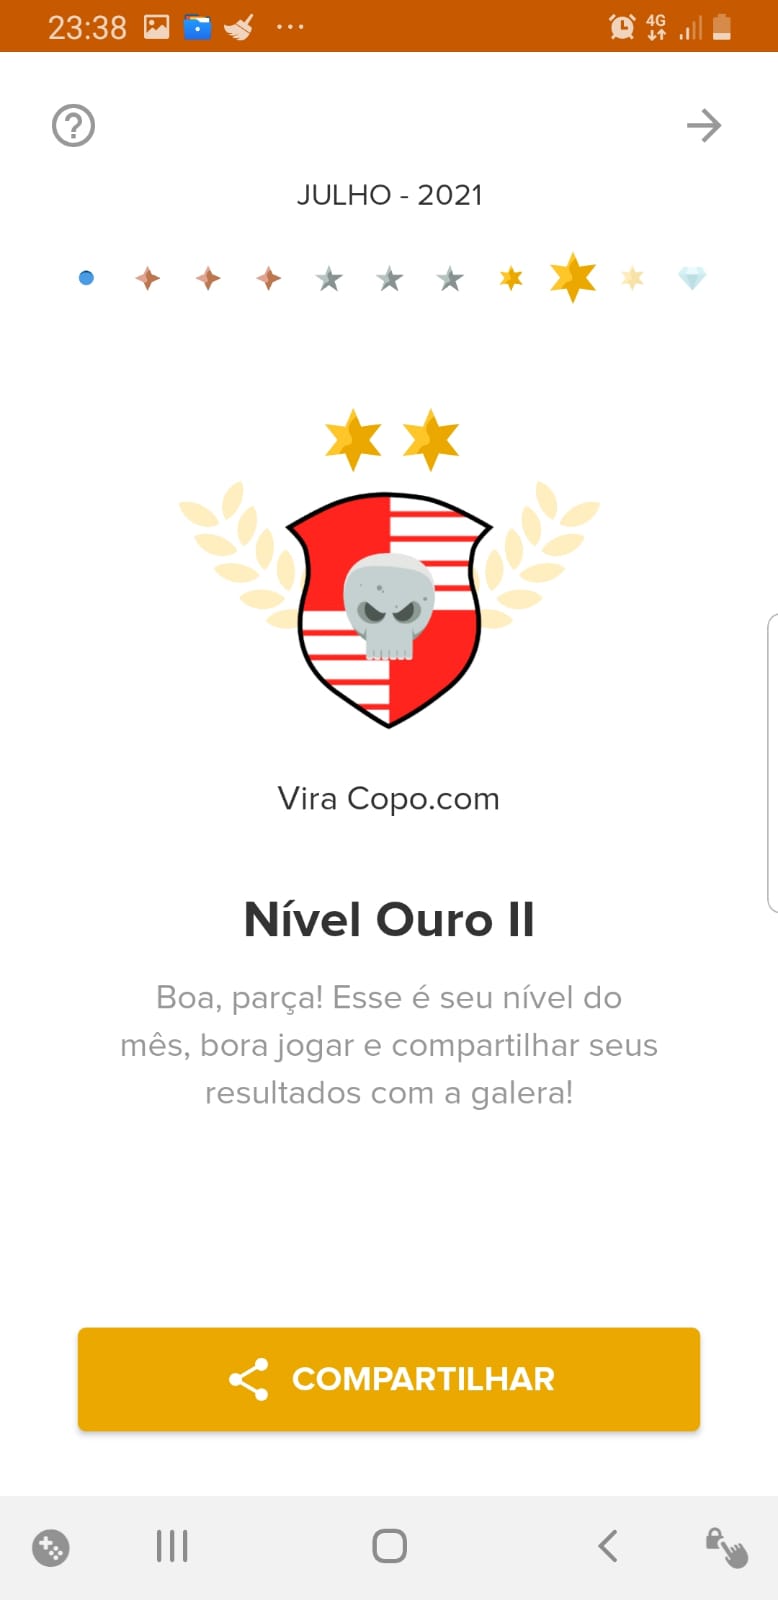 23:38
4G
JULHO - 2021
Vira Copo.com
Nível Ouro II
Boa, parça! Esse é seu nível do
mês, bora jogar e compartilhar seus
resultados com a galera!
COMPARTILHAR